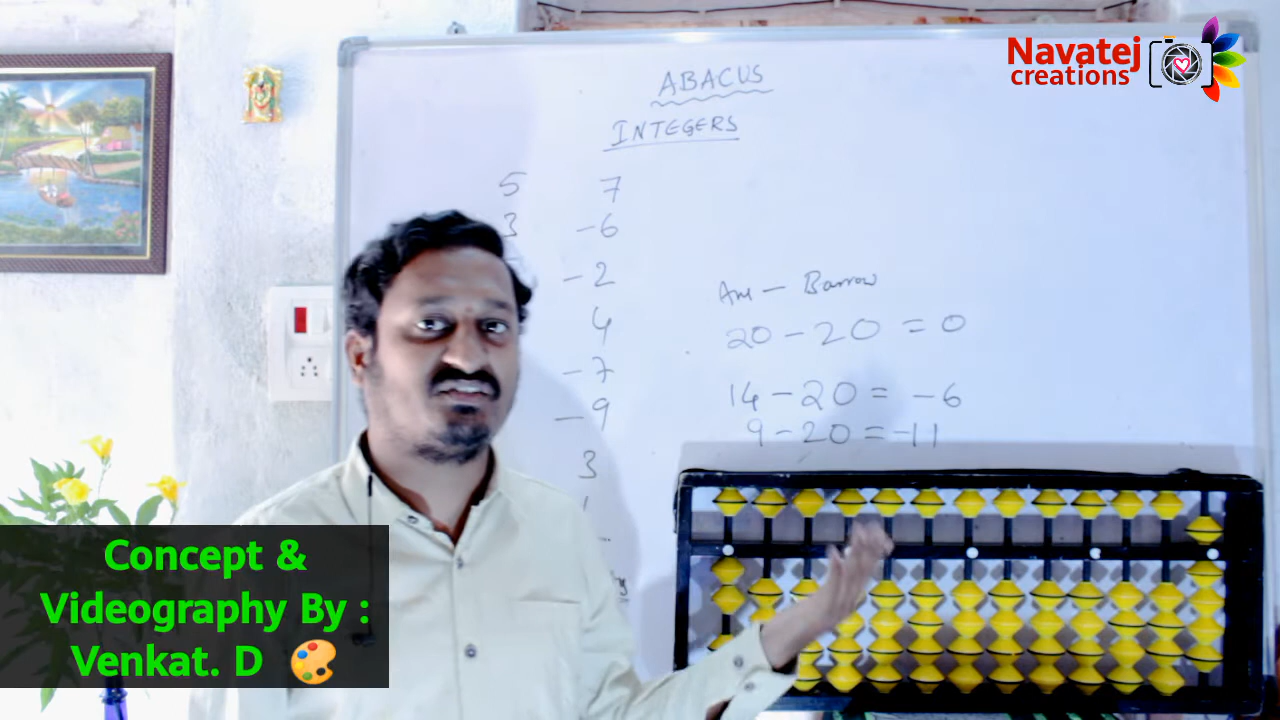 Navatej
creations
ABACUS
INTEGERS
5 7
3 -6
-2
4
-7
-9
3
Ans - Barrow
20-20 = 0
14-20 = -6
9-20 = -11
Concept &
Videography By :
Venkat. D